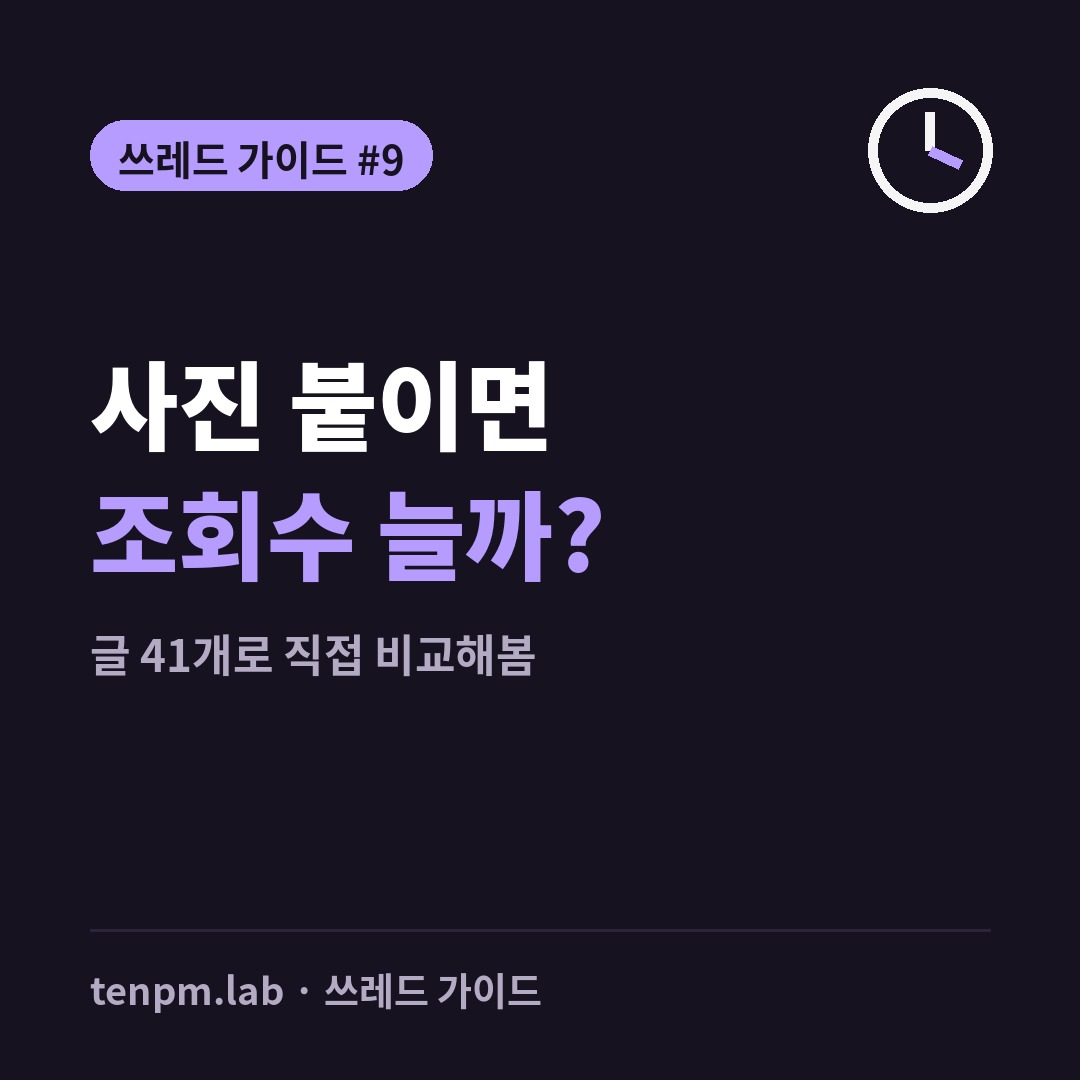 쓰레드 가이드 #9
사진 붙이면
조회수 늘까?
글 41개로 직접 비교해봄
tenpm.lab · 쓰레드 가이드